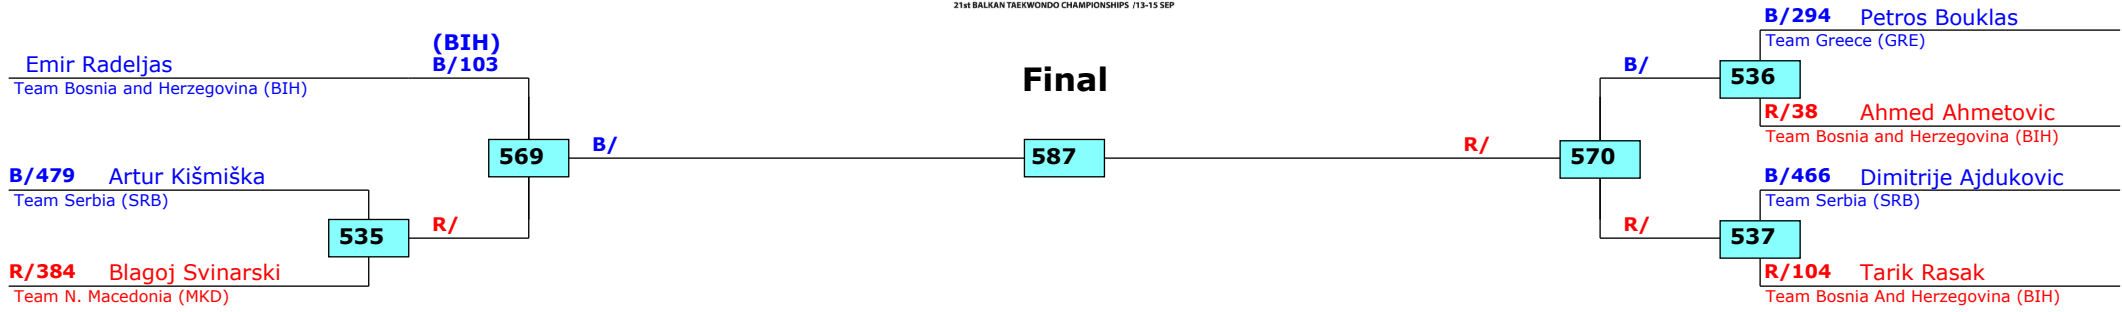 21st BALKAN TAEKWONDO CHAMPIONSHIPS /13-15 SEP
(BIH)
Emir Radeljas B/103
Team Bosnia and Herzegovina (BIH)
569
B/479 Artur Kišmiška
Team Serbia (SRB)
535
R/
R/384 Blagoj Svinarski
Team N. Macedonia (MKD)
B/
Final
587
R/
B/294 Petros Bouklas
Team Greece (GRE)
B/
536
R/38 Ahmed Ahmetovic
Team Bosnia and Herzegovina (BIH)
570
B/466 Dimitrije Ajdukovic
Team Serbia (SRB)
R/
537
R/104 Tarik Rasak
Team Bosnia And Herzegovina (BIH)